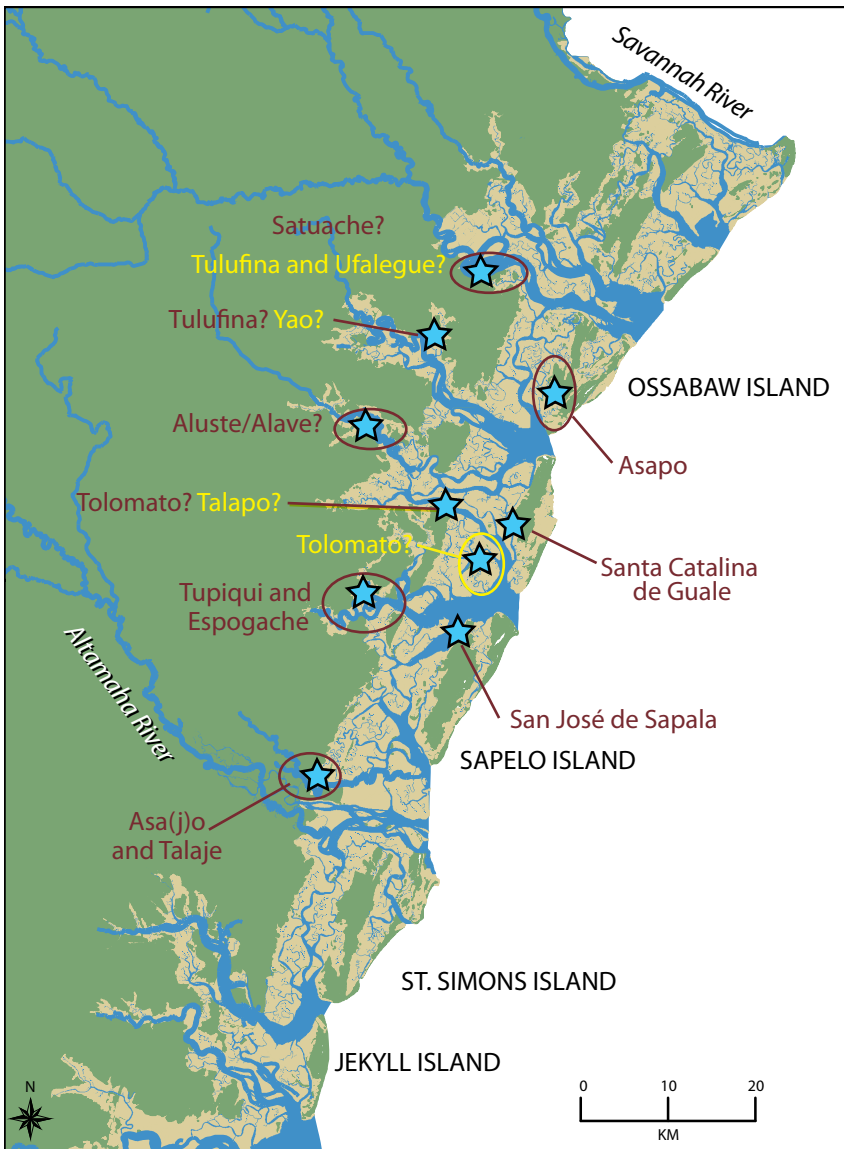 Savannah River
Satuache?
Tulufina and Ufalegue?
Tulufina? Yao?
OSSABAW ISLAND
Aluste/Alave?
Asapo
Tolomato? Talapo?
Tolomato?
Santa Catalina
de Guale
Tupiqui and
Espogache
Altamaha River
San José de Sapala
SAPELO ISLAND
Asa(j)o
and Talaje
ST. SIMONS ISLAND
JEKYLL ISLAND
N
0 10 20
KM